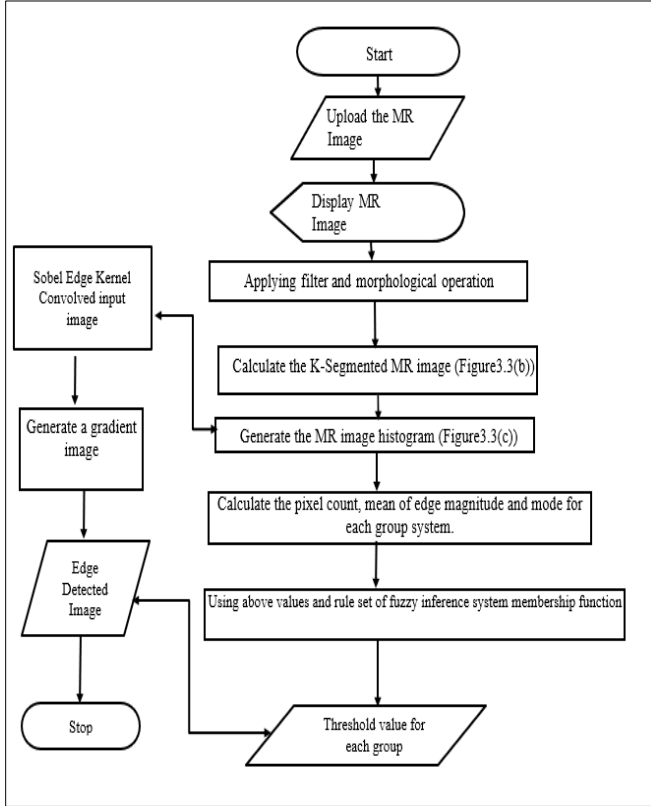 Start
Upload the MR
Image
Display MR
Image
Applying filter and morphological operation
Calculate the K-Segmented MR image (Figure3.3(b))
Generate the MR image histogram (Figure3.3(c))
Calculate the pixel count, mean of edge magnitude and mode for
each group system.
Using above values and rule set of fuzzy inference system membership function
Threshold value for
each group
Sobel Edge Kernel
Convolved input
image
Generate a gradient
image
Edge
Detected
Image
Stop